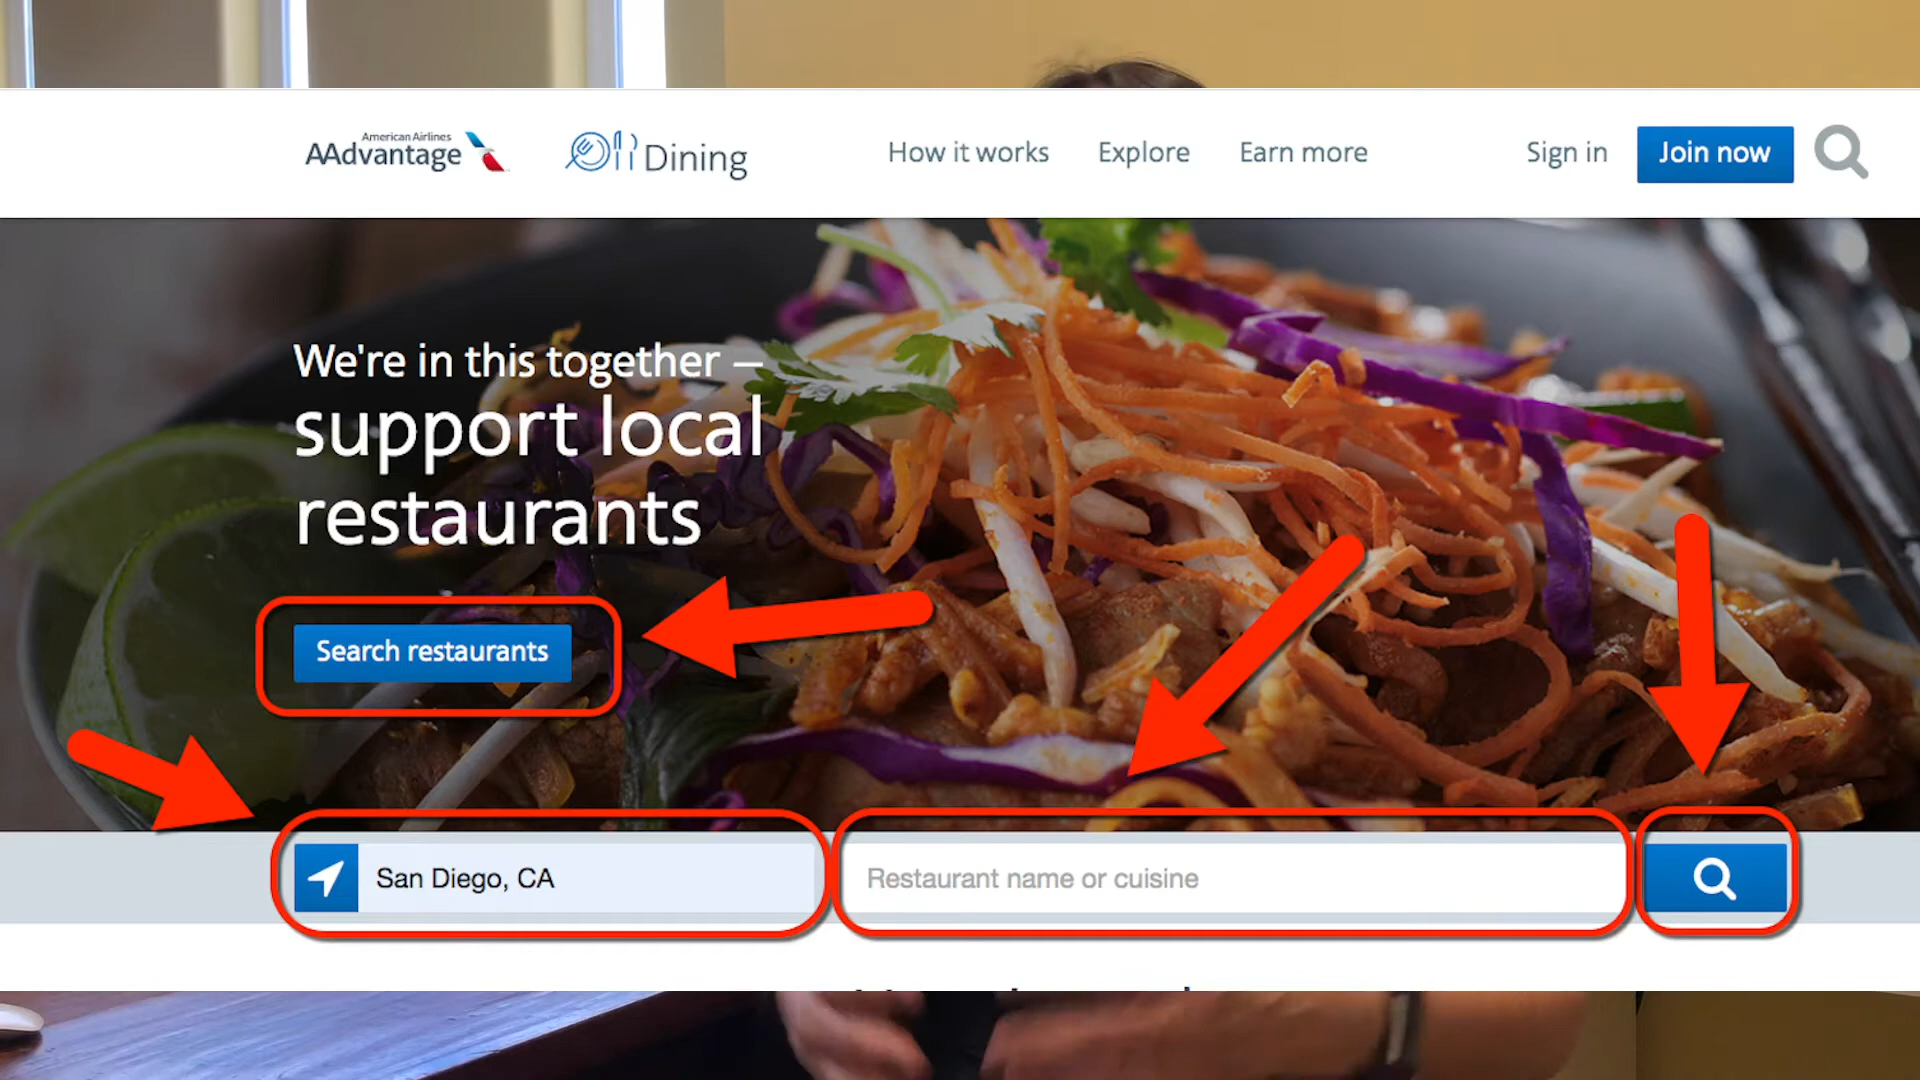 American Airlines
AAdvantage
Dining
How it works
Explore
Earn more
Sign in
Join now
We're in this together –
support local
restaurants
Search restaurants
San Diego, CA
Restaurant name or cuisine